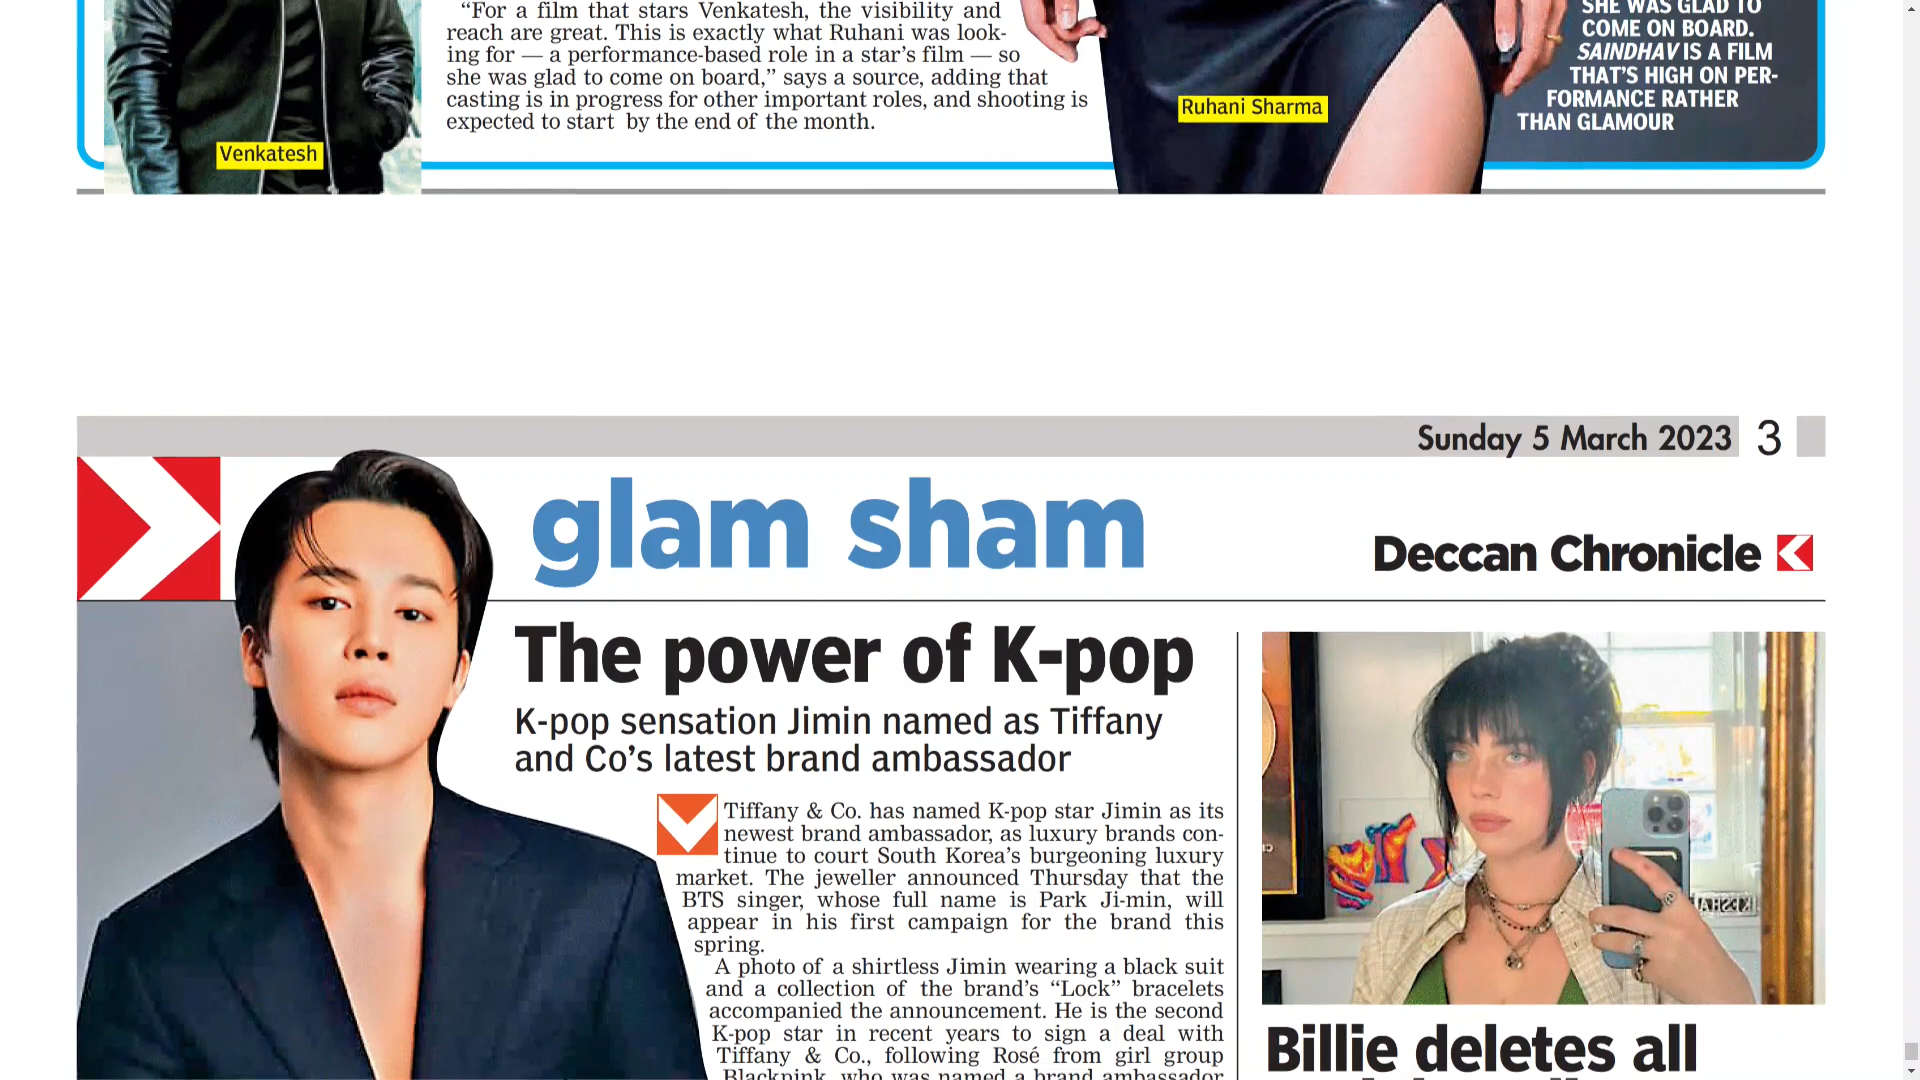 “For a film that stars Venkatesh, the visibility and
reach are great. This is exactly what Ruhani was look-
ing for — a performance-based role in a star’s film — so
she was glad to come on board,” says a source, adding that
casting is in progress for other important roles, and shooting is
expected to start by the end of the month.
Venkatesh
Ruhani Sharma
SHE WAS GLAD TO
COME ON BOARD.
SAINDHAV IS A FILM
THAT’S HIGH ON PER-
FORMANCE RATHER
THAN GLAMOUR
Sunday 5 March 2023 3
glam sham
Deccan Chronicle
The power of K-pop
K-pop sensation Jimin named as Tiffany
and Co’s latest brand ambassador
Tiffany & Co. has named K-pop star Jimin as its
newest brand ambassador, as luxury brands con-
tinue to court South Korea’s burgeoning luxury
market. The jeweller announced Thursday that the
BTS singer, whose full name is Park Ji-min, will
appear in his first campaign for the brand this
spring.
A photo of a shirtless Jimin wearing a black suit
and a collection of the brand’s “Lock” bracelets
accompanied the announcement. He is the second
K-pop star in recent years to sign a deal with
Tiffany & Co., following Rosé from girl group
Blackpink, who was named a brand ambassador
Billie deletes all